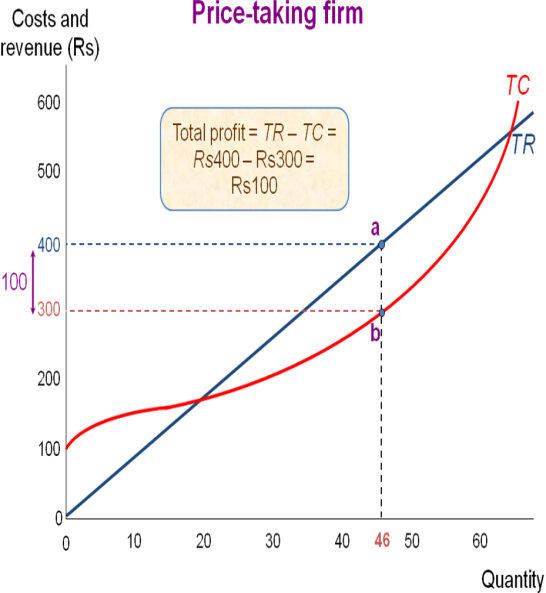 Price-taking firm
Costs and
revenue (Rs)
600
500
400
300
200
100
0
100
Total profit = TR – TC =
Rs400 – Rs300 =
Rs100
TC
TR
a
b
0 10 20 30 40 46 50 60
Quantity